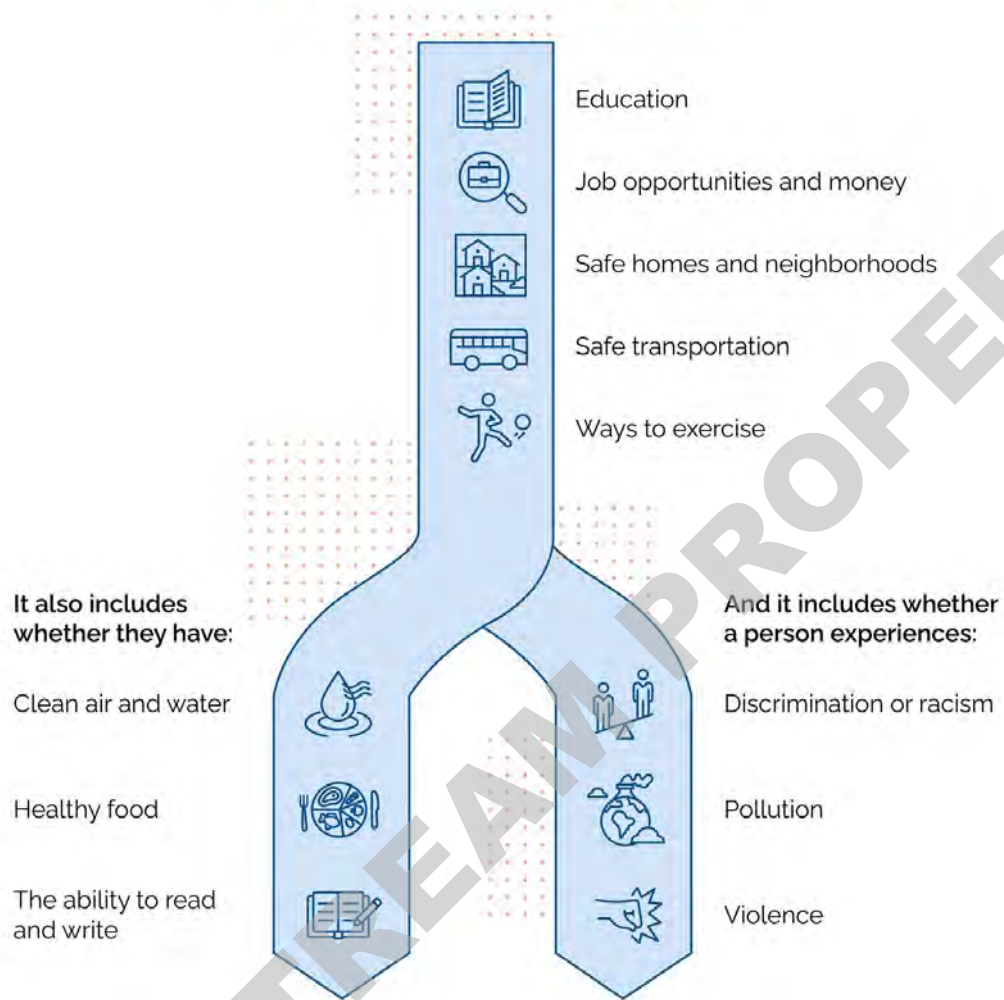 Education
Job opportunities and money
Safe homes and neighborhoods
Safe transportation
Ways to exercise
It also includes
whether they have:
Clean air and water
Healthy food
The ability to read
and write
And it includes whether
a person experiences:
Discrimination or racism
Pollution
Violence
STREAM PROPER